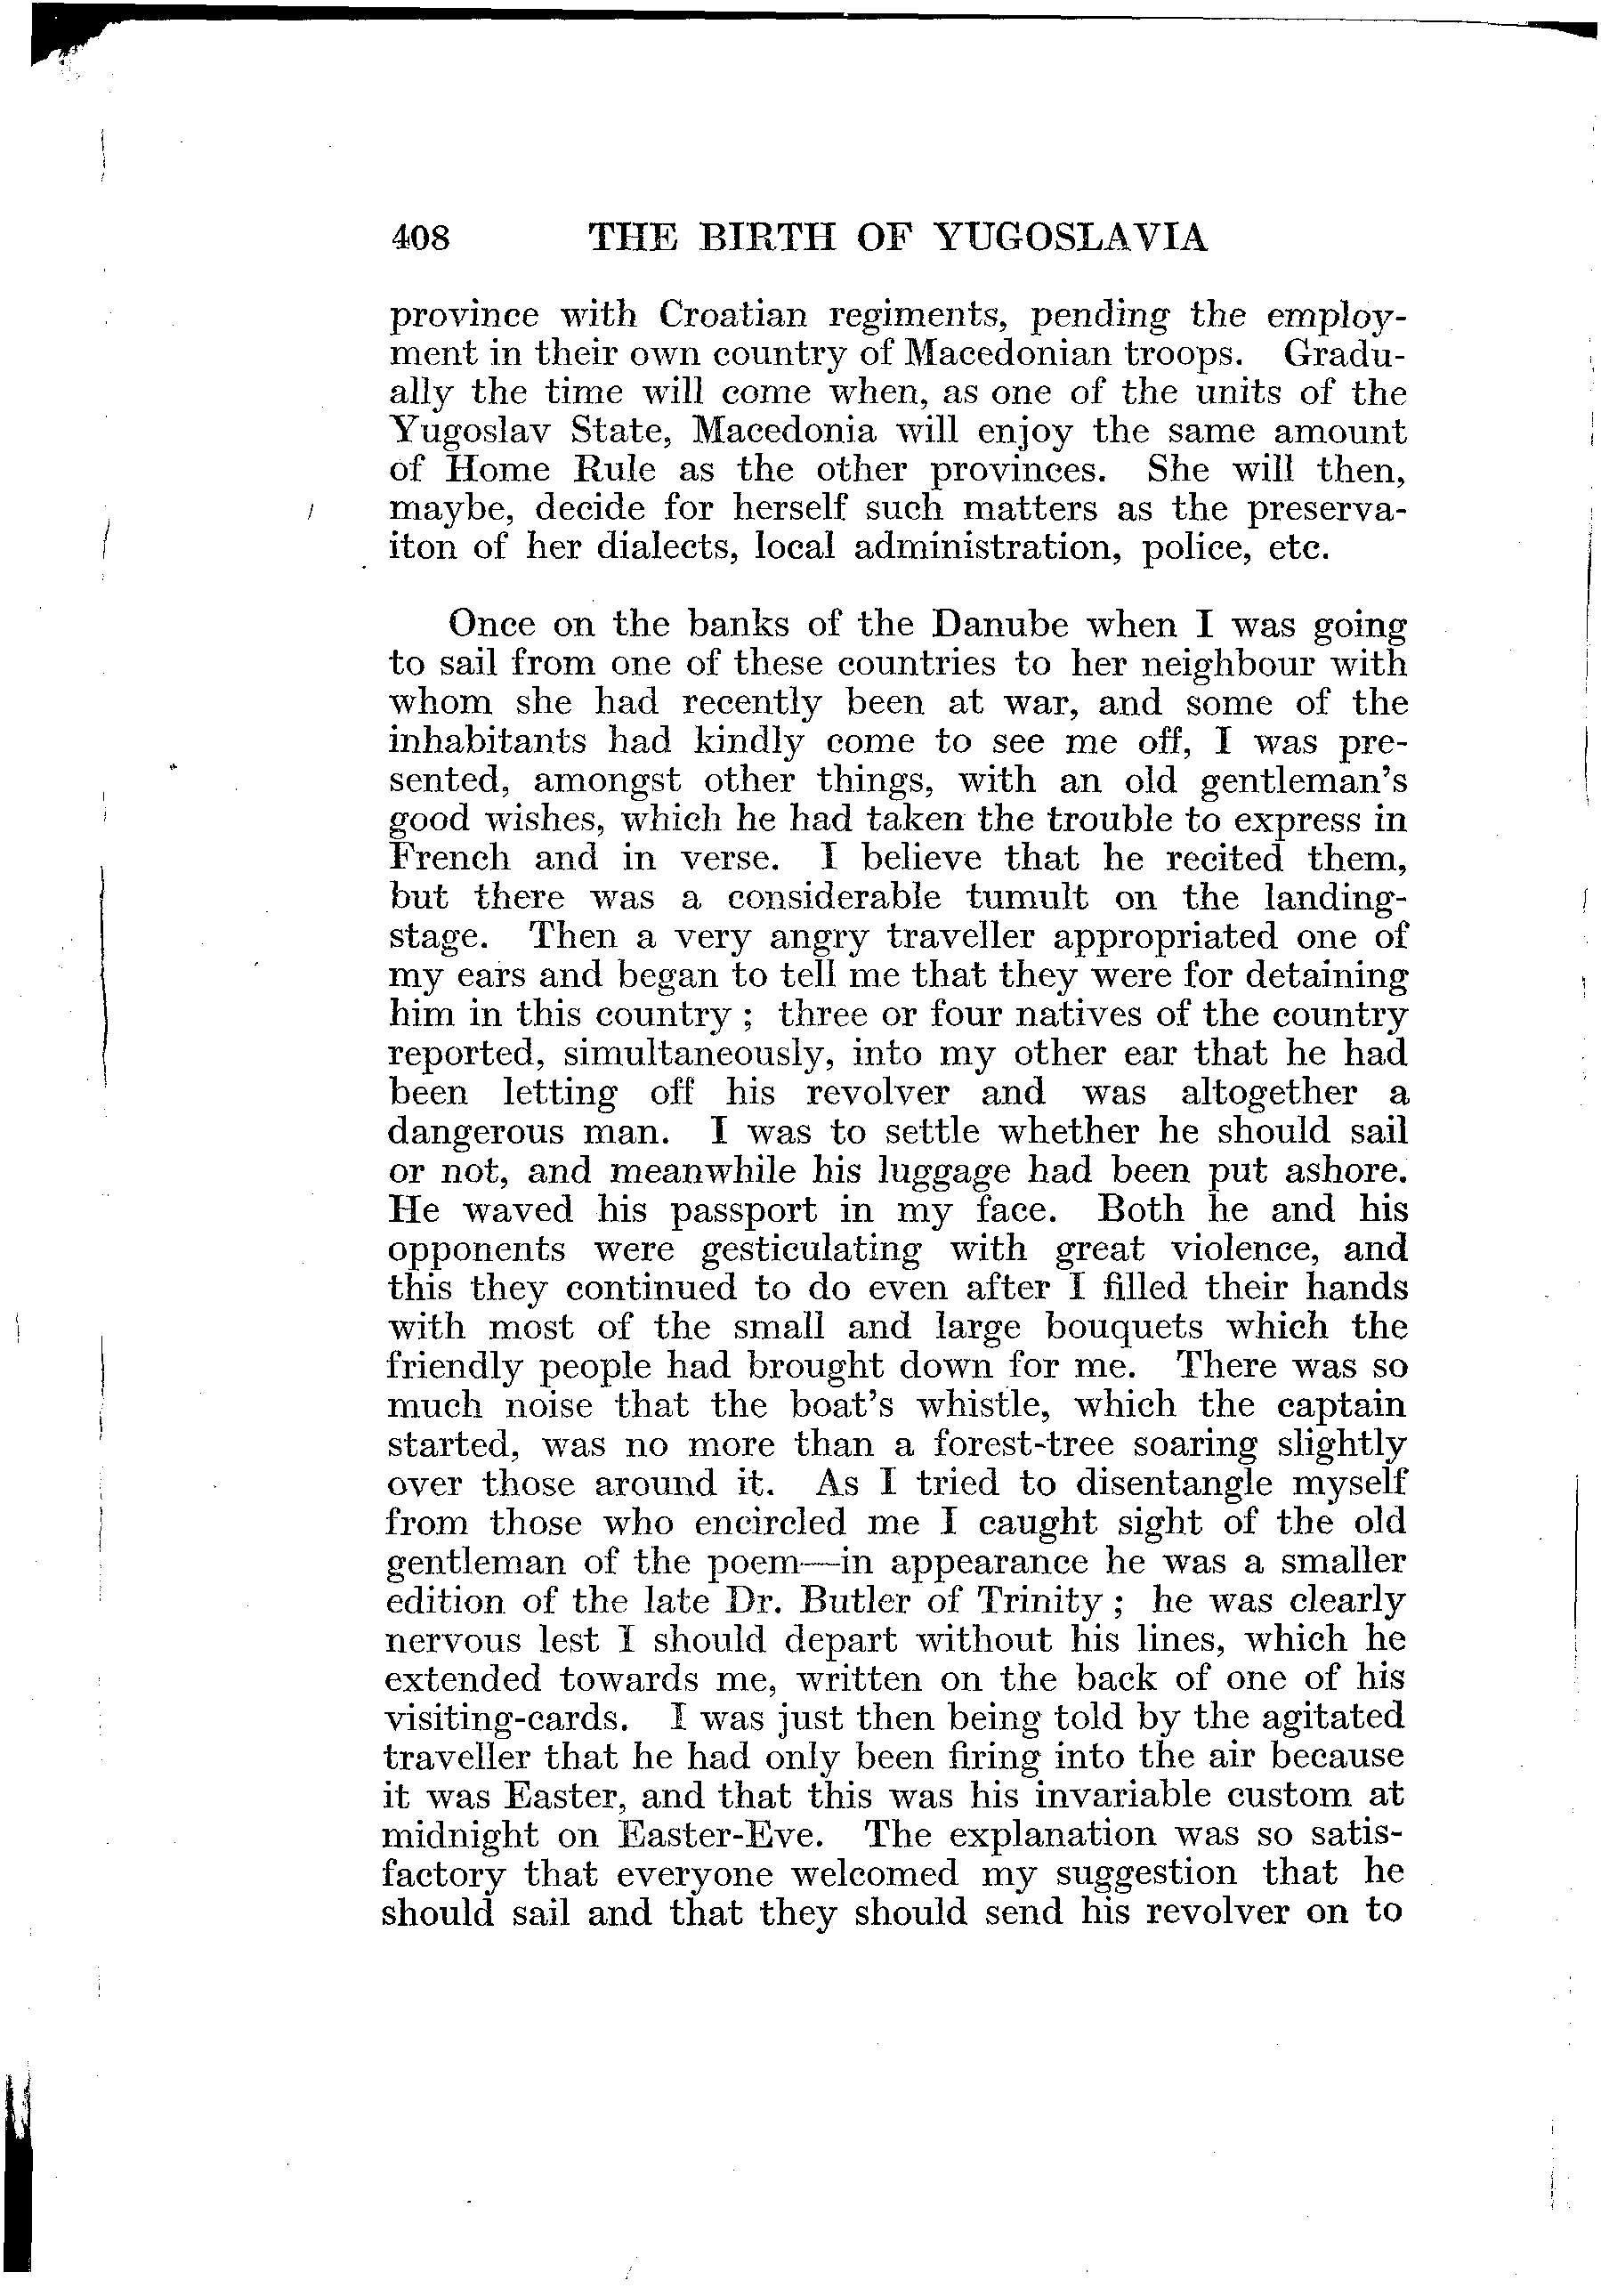 408 THE BIRTH OF YUGOSLAVIA
province with Croatian regiments, pending the employ-
ment in their own country of Macedonian troops. Gradu-
ally the time will come when, as one of the units of the
Yugoslav State, Macedonia will enjoy the same amount
of Home Rule as the other provinces. She will then,
maybe, decide for herself such matters as the preserva-
iton of her dialects, local administration, police, etc.
Once on the banks of the Danube when I was going
to sail from one of these countries to her neighbour with
whom she had recently been at war, and some of the
inhabitants had kindly come to see me off, I was pre-
sented, amongst other things, with an old gentleman's
good wishes, which he had taken the trouble to express in
French and in verse. I believe that he recited them,
but there was a considerable tumult on the landing-
stage. Then a very angry traveller appropriated one of
my ears and began to tell me that they were for detaining
him in this country ; three or four natives of the country
reported, simultaneously, into my other ear that he had
been letting off his revolver and was altogether a
dangerous man. I was to settle whether he should sail
or not, and meanwhile his luggage had been put ashore.
He waved his passport in my face. Both he and his
opponents were gesticulating with great violence, and
this they continued to do even after I filled their hands
with most of the small and large bouquets which the
friendly people had brought down for me. There was so
much noise that the boat's whistle, which the captain
started, was no more than a forest-tree soaring slightly
over those around it. As I tried to disentangle myself
from those who encircled me I caught sight of the old
gentleman of the poem—in appearance he was a smaller
edition of the late Dr. Butler of Trinity ; he was clearly
nervous lest I should depart without his lines, which he
extended towards me, written on the back of one of his
visiting-cards. I was just then being told by the agitated
traveller that he had only been firing into the air because
it was Easter, and that this was his invariable custom at
midnight on Easter-Eve. The explanation was so satis-
factory that everyone welcomed my suggestion that he
should sail and that they should send his revolver on to